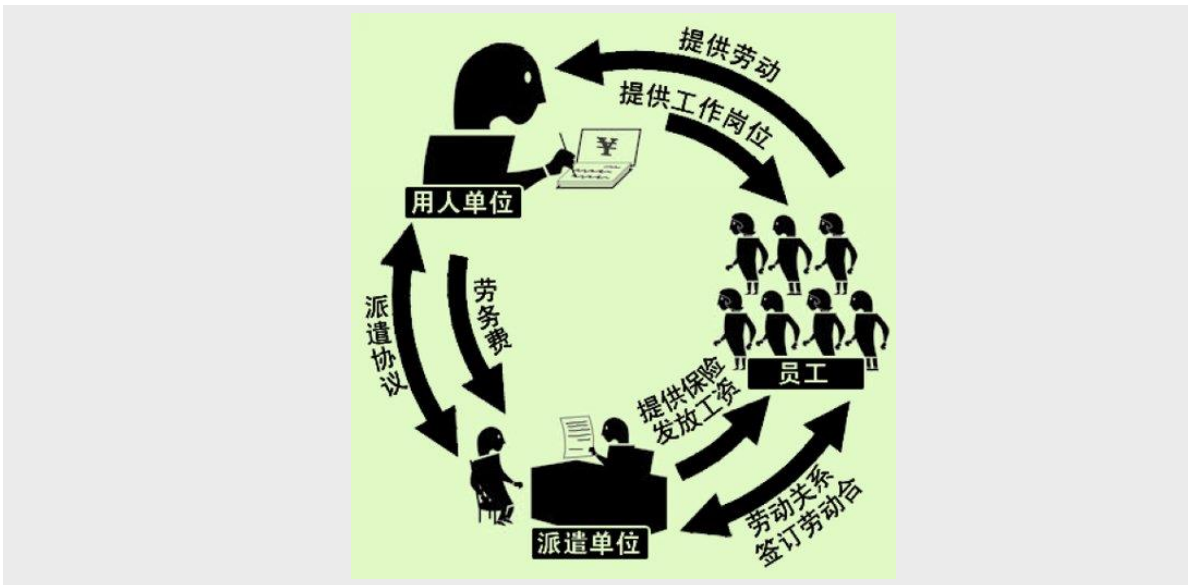 提供劳动
提供工作岗位
¥
用人单位
派遣协议
劳务费
员工
提供保险
发放工资
劳动关系
签订劳动合
派遣单位